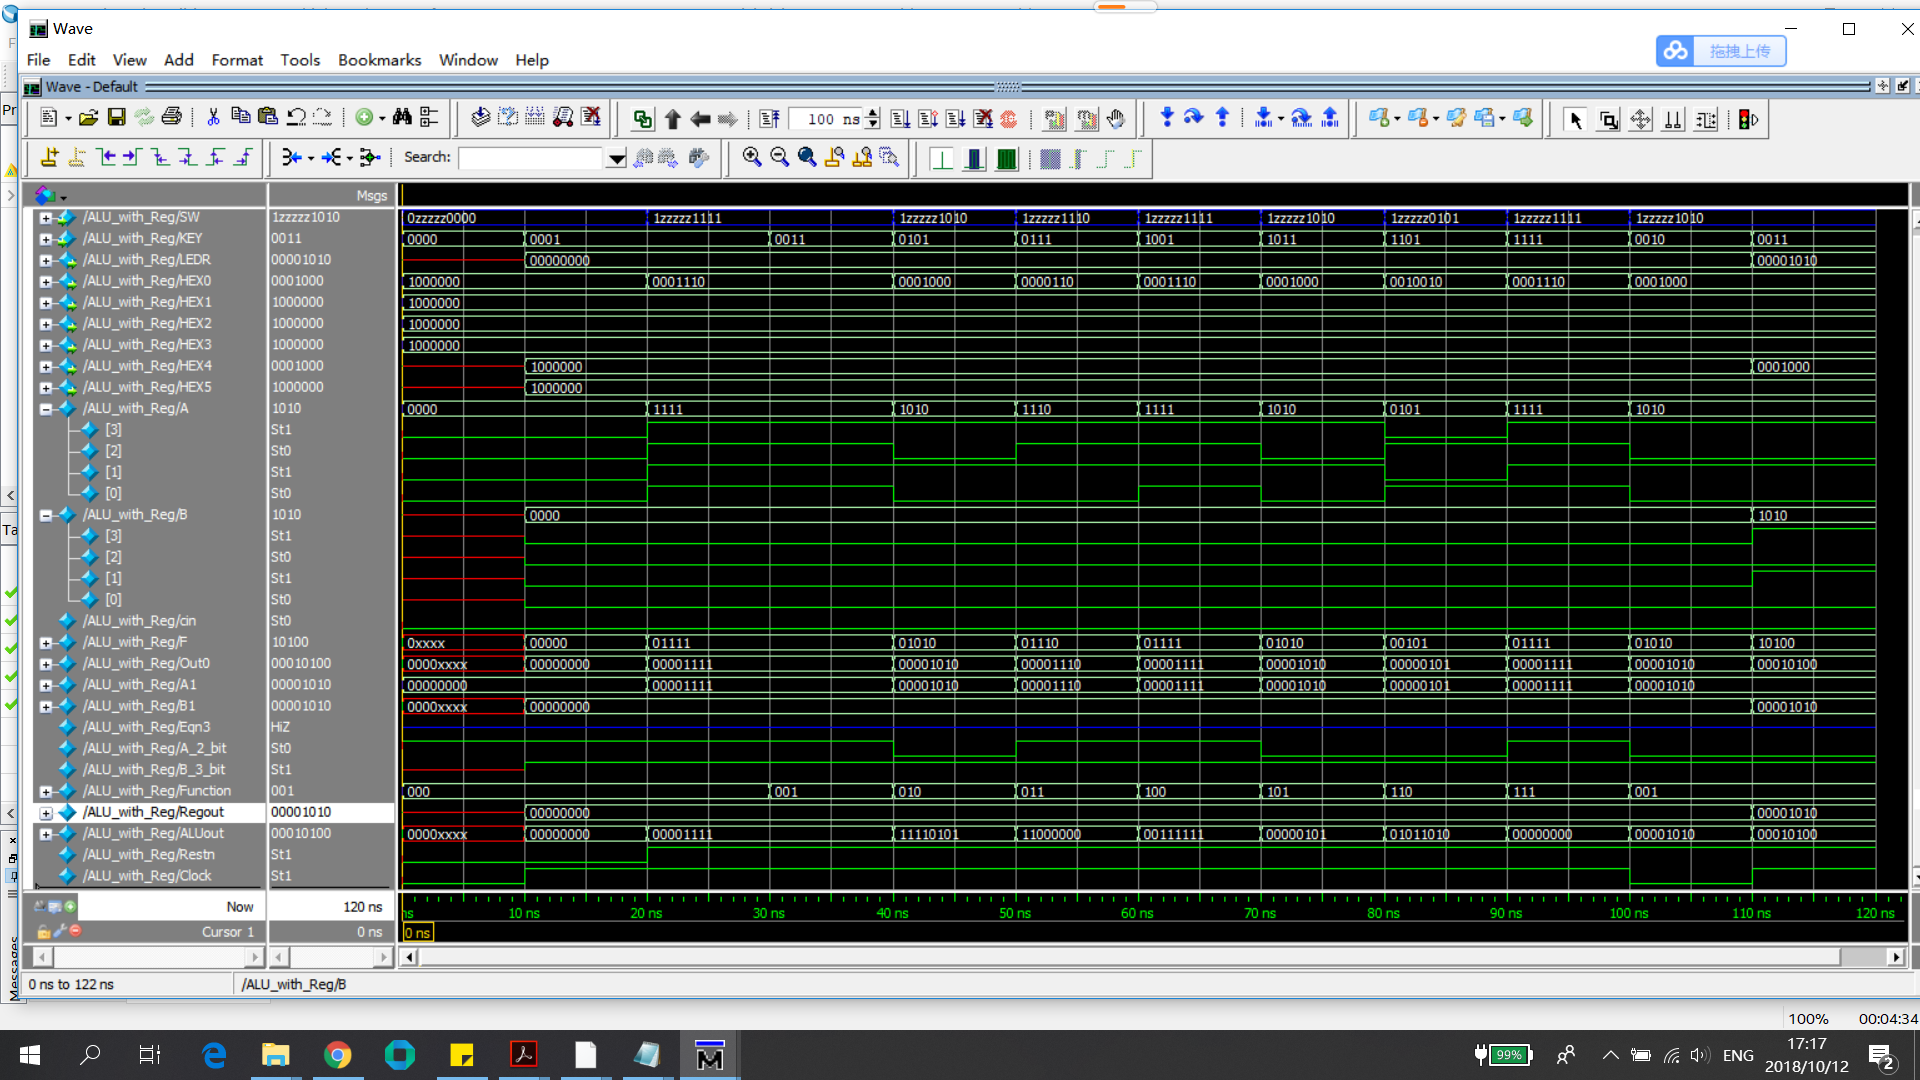 Wave
File Edit View Add Format Tools Bookmarks Window Help
拖拽上传
Wave - Default
100 ns
Search:
Msgs
/ALU_with_Reg/SW 1zzzzz1010 0zzzzz0000 1zzzzz1111 1zzzzz1010 1zzzzz1110 1zzzzz1111 1zzzzz1010 1zzzzz0101 1zzzzz1111 1zzzzz1010
/ALU_with_Reg/KEY 0011 0000 0001 0011 0101 0111 1001 1011 1101 1111 0010 0011
/ALU_with_Reg/LEDR 00001010 00000000 00001010
/ALU_with_Reg/HEX0 0001000 1000000 0001110 0001000 0000110 0001110 0001000 0010010 0001110 0001000
/ALU_with_Reg/HEX1 1000000 1000000
/ALU_with_Reg/HEX2 1000000 1000000
/ALU_with_Reg/HEX3 1000000 1000000
/ALU_with_Reg/HEX4 0001000 1000000 0001000
/ALU_with_Reg/HEX5 1000000 1000000
/ALU_with_Reg/A 1010 0000 1111 1010 1110 1111 1010 0101 1111 1010
[3] St1
[2] St0
[1] St1
[0] St0
/ALU_with_Reg/B 1010 0000 1010
[3] St1
[2] St0
[1] St1
[0] St0
/ALU_with_Reg/cin St0
/ALU_with_Reg/F 10100 0xxxx 00000 01111 01010 01110 01111 01010 00101 01111 01010 10100
/ALU_with_Reg/Out0 00010100 0000xxxx 00000000 00001111 00001010 00001110 00001111 00001010 00000101 00001111 00001010 00010100
/ALU_with_Reg/A1 00001010 00000000 00001111 00001010 00001110 00001111 00001010 00000101 00001111 00001010
/ALU_with_Reg/B1 00001010 0000xxxx 00000000 00001010
/ALU_with_Reg/Eqn3 HiZ
/ALU_with_Reg/A_2_bit St0
/ALU_with_Reg/B_3_bit St1
/ALU_with_Reg/Function 001 000 001 010 011 100 101 110 111 001
/ALU_with_Reg/Regout 00001010 00000000 00001010
/ALU_with_Reg/ALUout 00010100 0000xxxx 00000000 00001111 11110101 11000000 00111111 00000101 01011010 00000000 00001010 00010100
/ALU_with_Reg/Restn St1
/ALU_with_Reg/Clock St1
Now 120 ns ns 10 ns 20 ns 30 ns 40 ns 50 ns 60 ns 70 ns 80 ns 90 ns 100 ns 110 ns 120 ns
Cursor 1 0 ns 0 ns
0 ns to 122 ns /ALU_with_Reg/B
Pr
Ta
Messages
100% 00:04:34
99% ENG 17:17
2018/10/12 2